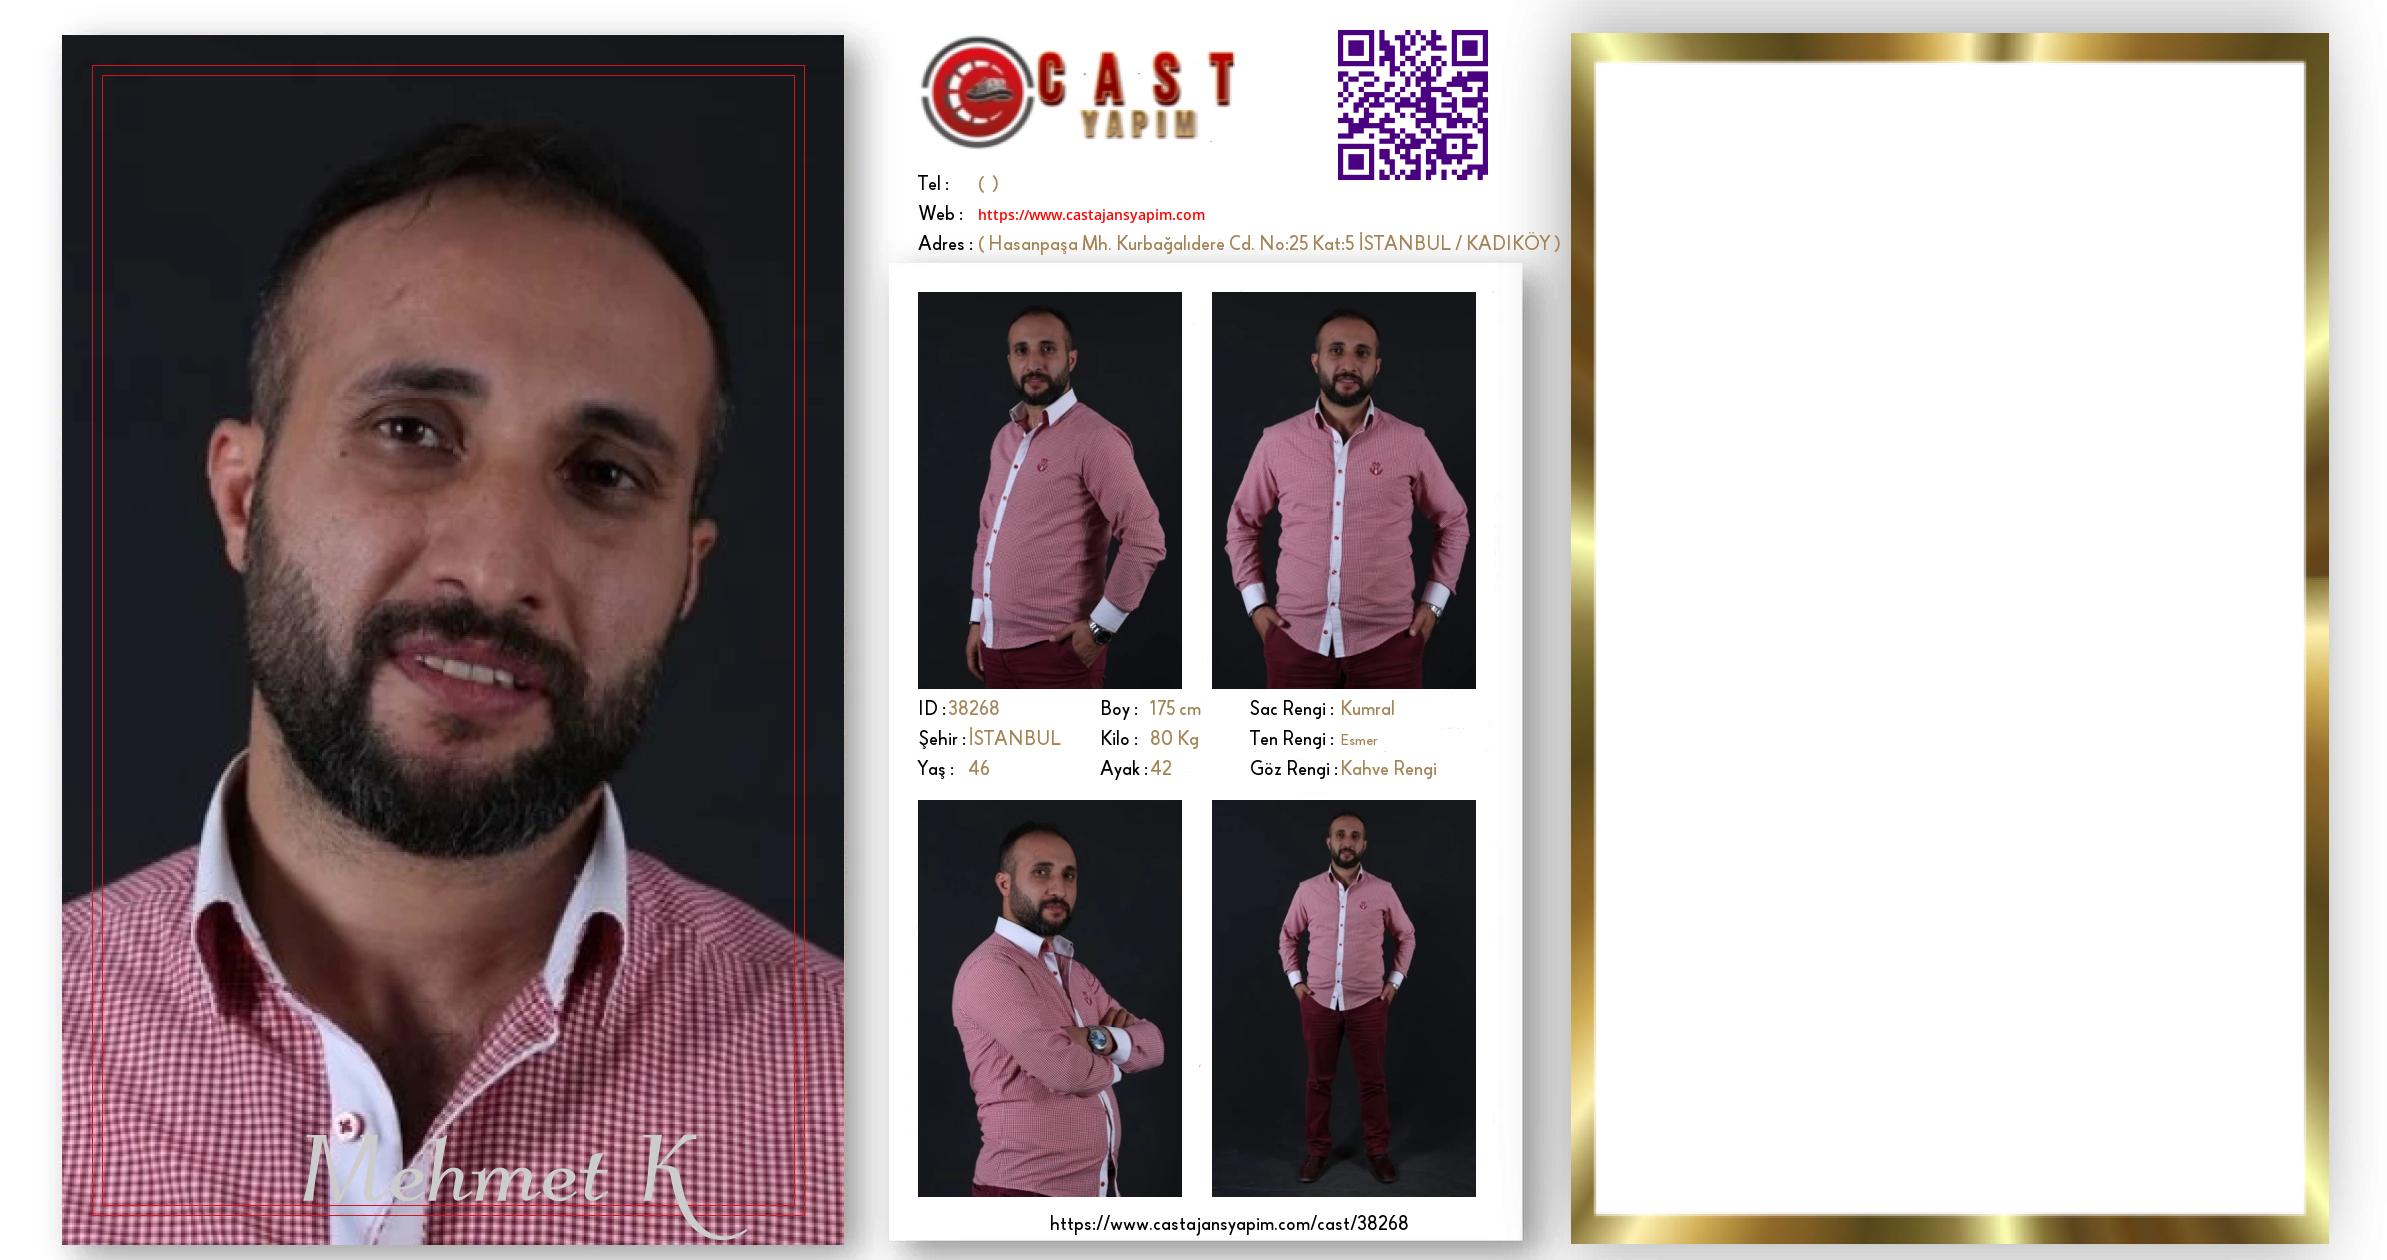 Mehmet K
CAST
YAPIM
Tel : ( )
Web : https://www.castajansyapim.com
Adres : ( Hasanpaşa Mh. Kurbağalıdere Cd. No:25 Kat:5 İSTANBUL / KADIKÖY )
ID : 38268 Boy : 175 cm Sac Rengi : Kumral
Şehir : İSTANBUL Kilo : 80 Kg Ten Rengi : Esmer
Yaş : 46 Ayak : 42 Göz Rengi : Kahve Rengi
https://www.castajansyapim.com/cast/38268